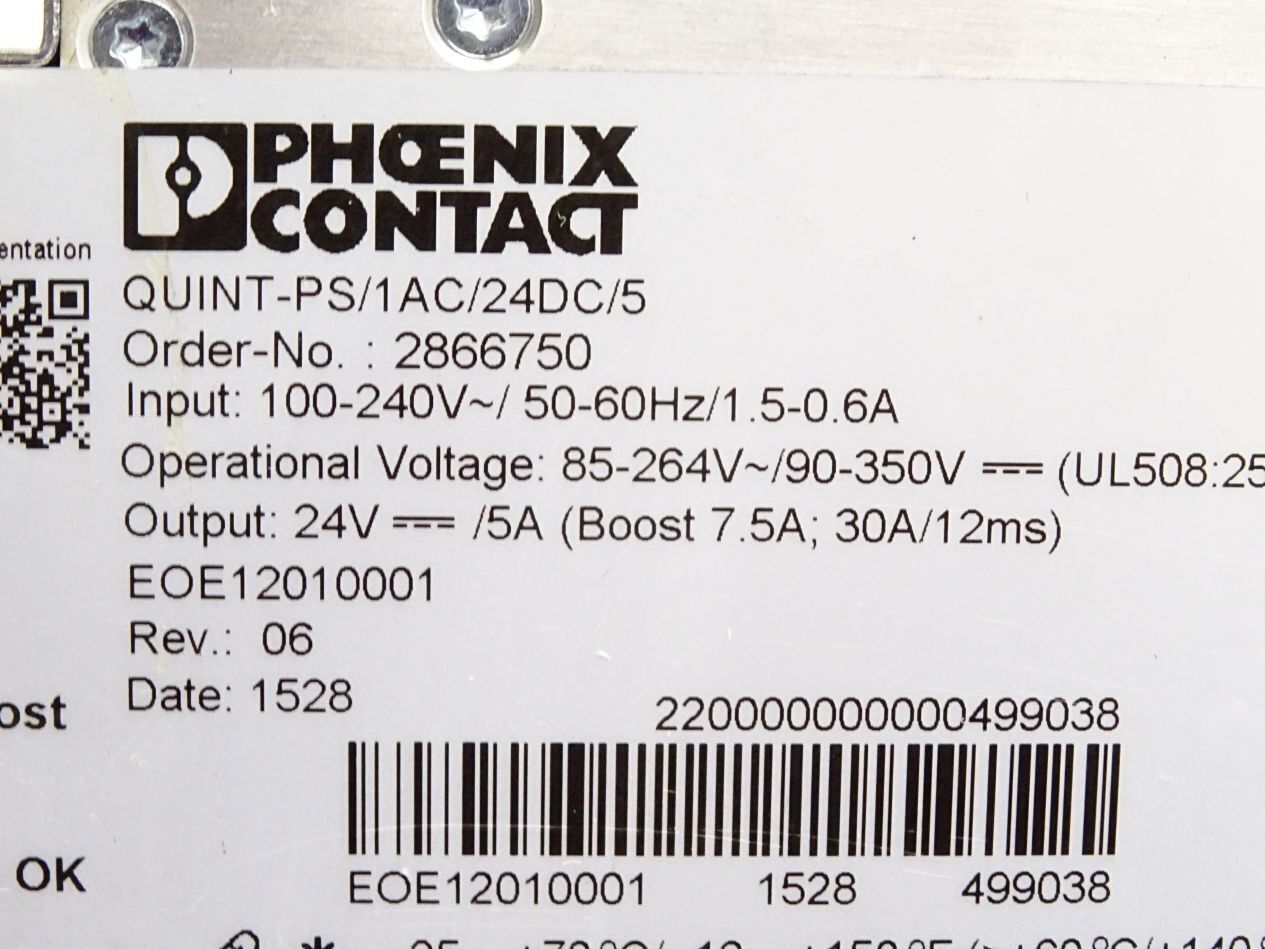 PHŒNIX
CONTACT
entation
QUINT-PS/1AC/24DC/5
Order-No. : 2866750
Input: 100-240V~/ 50-60Hz/1.5-0.6A
Operational Voltage: 85-264V~/90-350V ⎓ (UL508:25
Output: 24V ⎓ /5A (Boost 7.5A; 30A/12ms)
EOE12010001
Rev.: 06
Date: 1528
ost
220000000000000499038
OK
EOE12010001 1528 499038